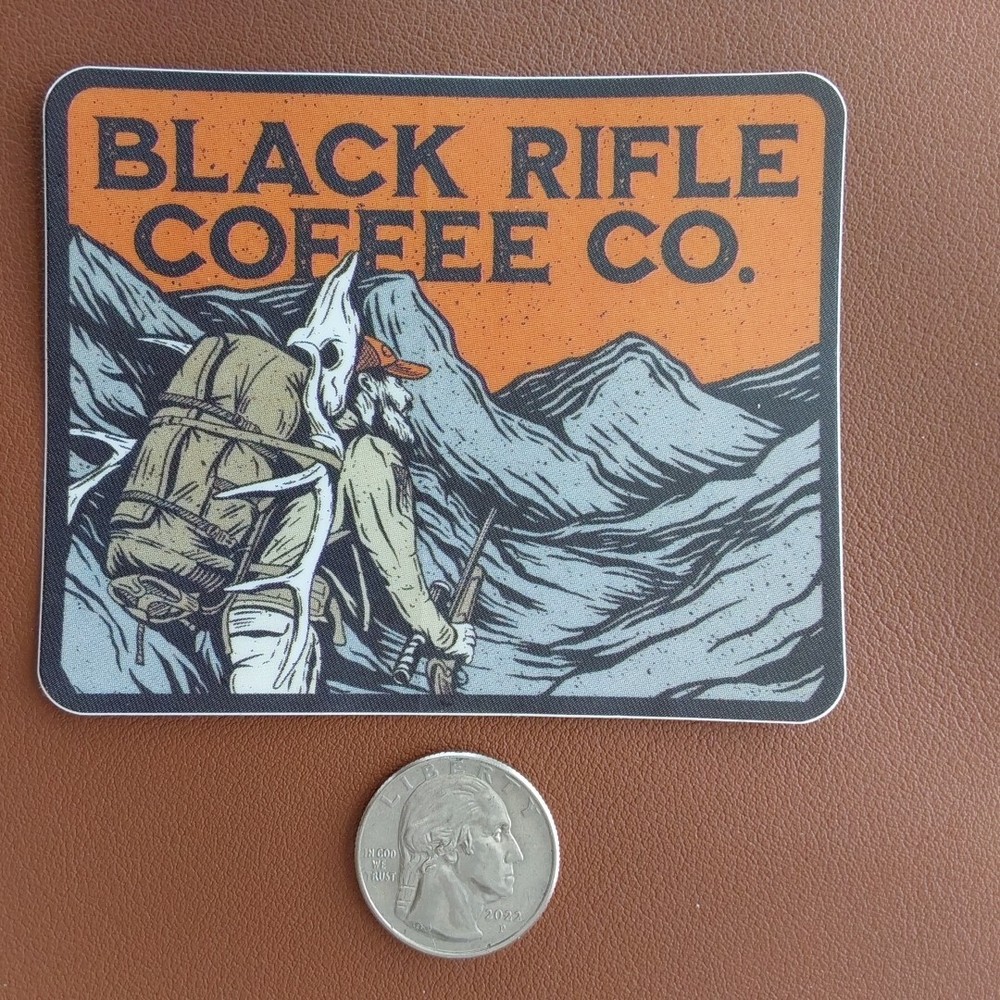 BLACK RIFLE
COFFEE CO.
LIBERTY
IN GOD
WE
TRUST
2022